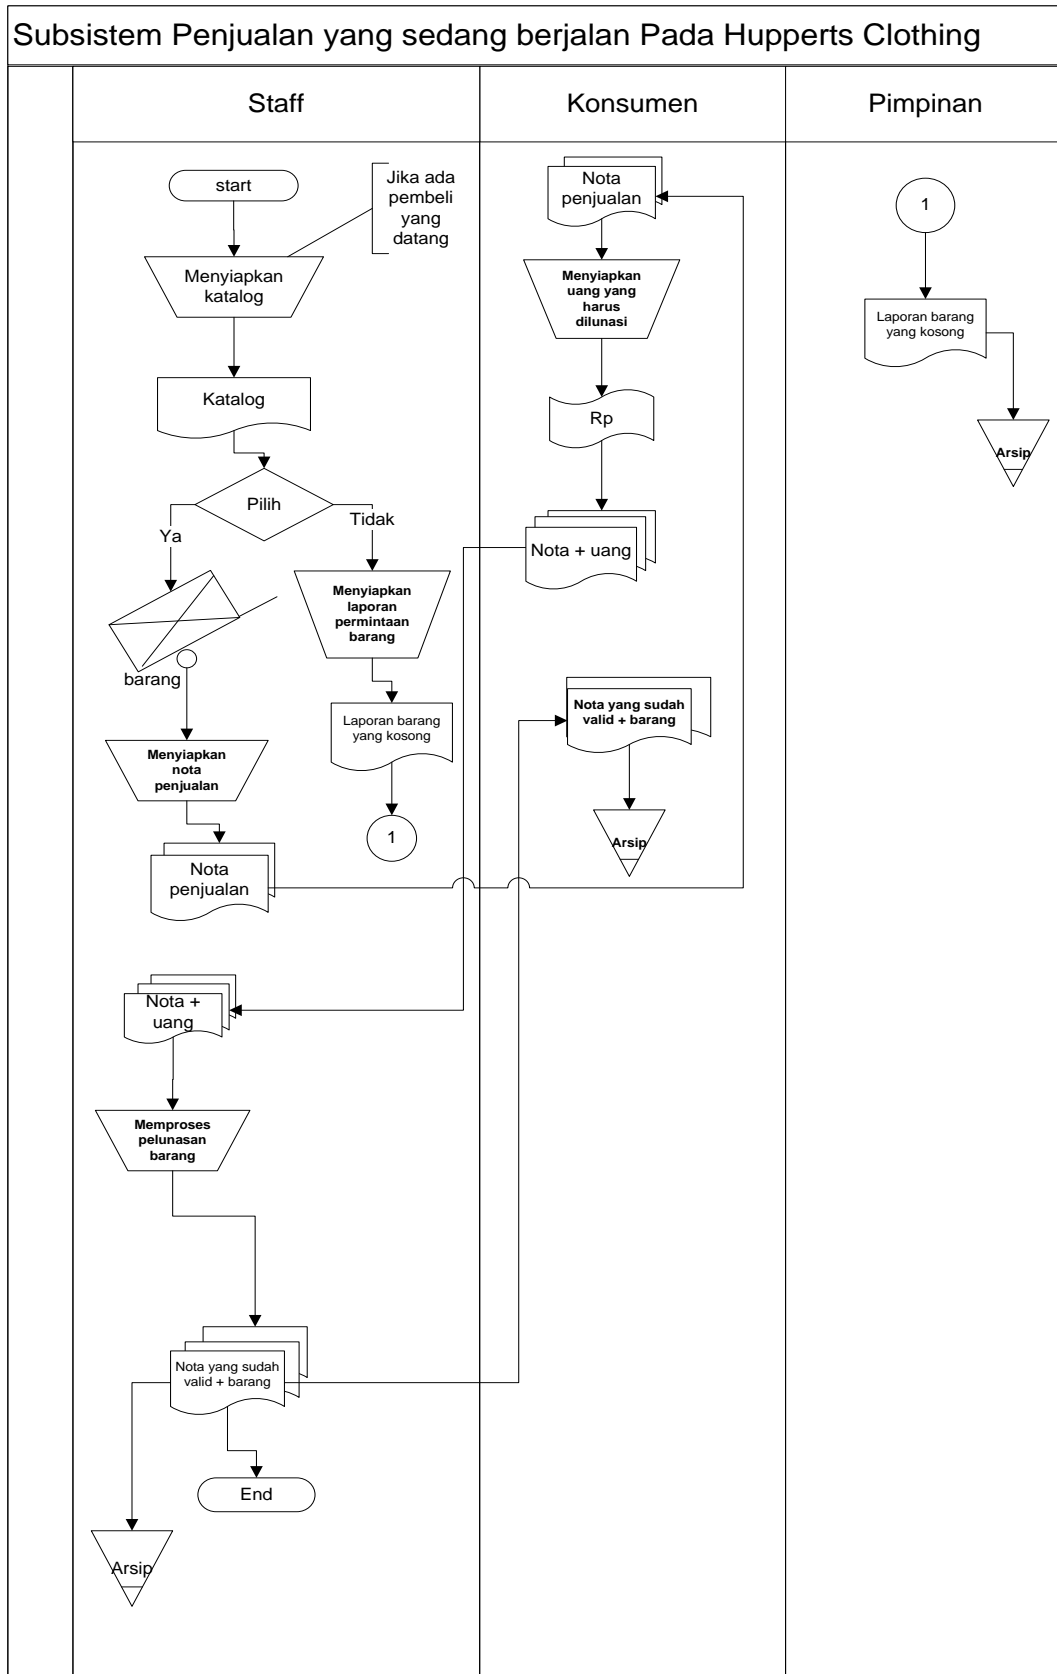 Subsistem Penjualan yang sedang berjalan Pada Hupperts Clothing
Staff
Konsumen
Pimpinan
start
Jika ada
pembeli
yang
datang
Menyiapkan
katalog
Katalog
Pilih
Ya
Tidak
barang
Menyiapkan
laporan
permintaan
barang
Laporan barang
yang kosong
1
Menyiapkan
nota
penjualan
Nota
penjualan
Nota +
uang
Memproses
pelunasan
barang
Nota yang sudah
valid + barang
End
Arsip
Nota
penjualan
Menyiapkan
uang yang
harus
dilunasi
Rp
Nota + uang
Nota yang sudah
valid + barang
Arsip
1
Laporan barang
yang kosong
Arsip